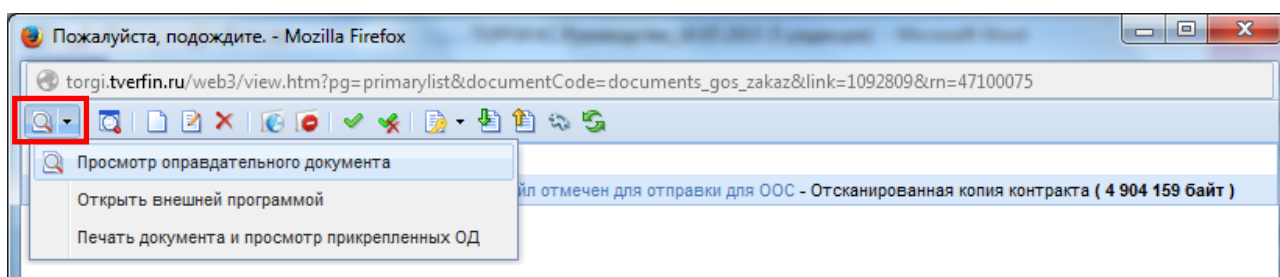 Пожалуйста, подождите. - Mozilla Firefox
torgi.tverfin.ru/web3/view.htm?pg=primarylist&documentCode=documents_gos_zakaz&link=1092809&rn=47100075
Просмотр оправдательного документа
йл отмечен для отправки для ООС - Отсканированная копия контракта ( 4 904 159 байт )
Открыть внешней программой
Печать документа и просмотр прикрепленных ОД